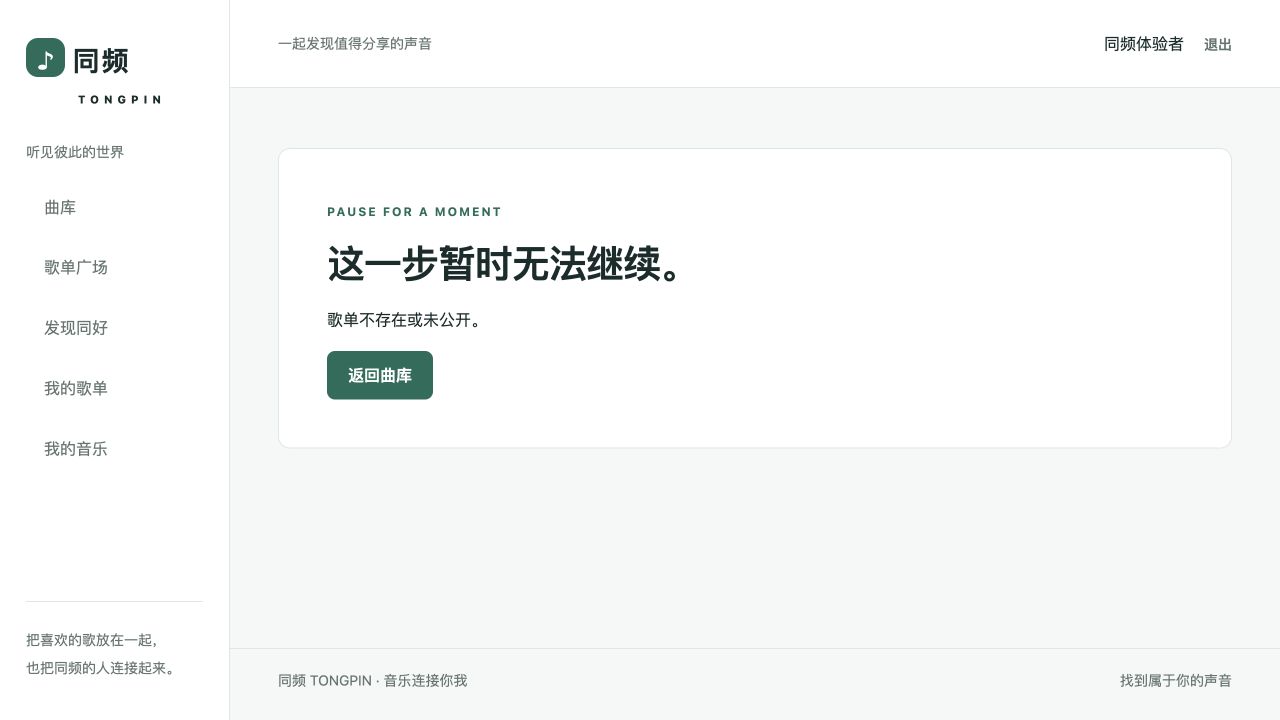 同频
TONGPIN
听见彼此的世界
曲库
歌单广场
发现同好
我的歌单
我的音乐
把喜欢的歌放在一起，
也把同频的人连接起来。
一起发现值得分享的声音
同频体验者
退出
PAUSE FOR A MOMENT
这一步暂时无法继续。
歌单不存在或未公开。
返回曲库
同频 TONGPIN · 音乐连接你我
找到属于你的声音